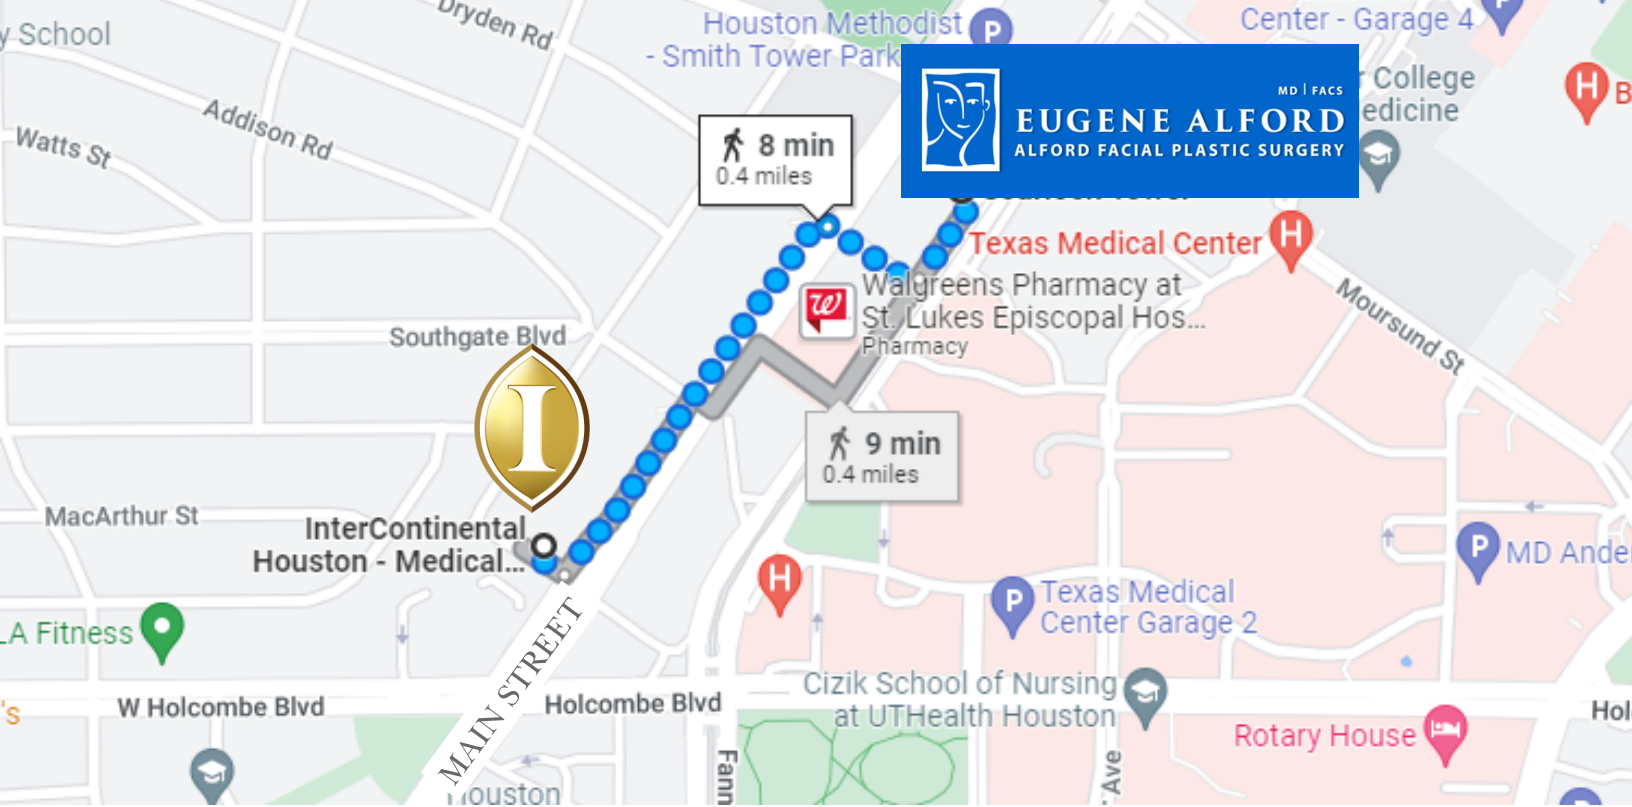 Dryden Rd
Houston Methodist
- Smith Tower Park
P
Center - Garage 4
P
y School
MD | FACS
EUGENE ALFORD
ALFORD FACIAL PLASTIC SURGERY
r College
edicine
H
B
Addison Rd
Watts St
8 min
0.4 miles
Texas Medical Center
H
W
Walgreens Pharmacy at
St. Lukes Episcopal Hos...
Pharmacy
Moursund St
Southgate Blvd
I
9 min
0.4 miles
MacArthur St
InterContinental
Houston - Medical...
P
MD Ande
H
P
Texas Medical
Center Garage 2
LA Fitness
MAIN STREET
Cizik School of Nursing
at UTHealth Houston
W Holcombe Blvd
Holcombe Blvd
's
Hol
Rotary House
Fann
Ave
Houston
P